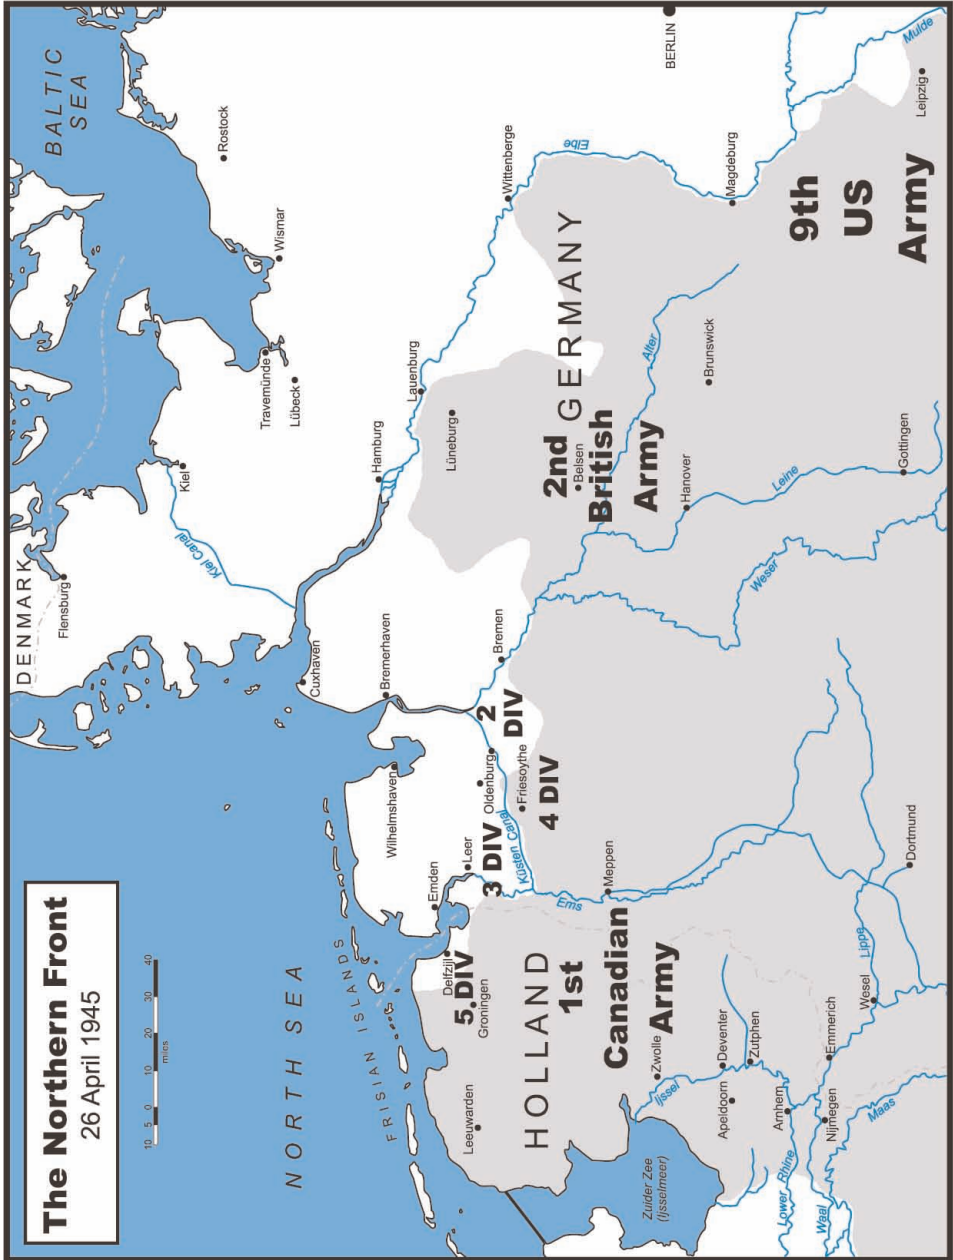 The Northern Front
26 April 1945
10 5 0 10 20 30 40
miles
DENMARK
Flensburg
BALTIC
SEA
NORTH SEA
Kiel Canal
Kiel
Rostock
Travemünde
Wismar
Lübeck
Cuxhaven
FRISIAN ISLANDS
Wilhelmshaven
Bremerhaven
Hamburg
Lauenburg
Emden
Delfzijl
Leer
Lüneburg
5 DIV
Leeuwarden
Groningen
3 DIV
Oldenburg
2
DIV
Bremen
Wittenberge
Küsten Canal
Friesoythe
4 DIV
Elbe
HOLLAND
GERMANY
1st
Canadian
Army
Ems
Meppen
2nd
British
Army
Belsen
Alter
Zuider Zee
(Ijsselmeer)
Ijssel
Zwolle
Hanover
BERLIN
Deventer
Apeldoorn
Zutphen
Brunswick
Magdeburg
Arnhem
Lower Rhine
Nijmegen
Emmerich
Waal
Maas
Weser
Leine
9th
US
Army
Wesel
Lippe
Dortmund
Gottingen
Leipzig
Mulde